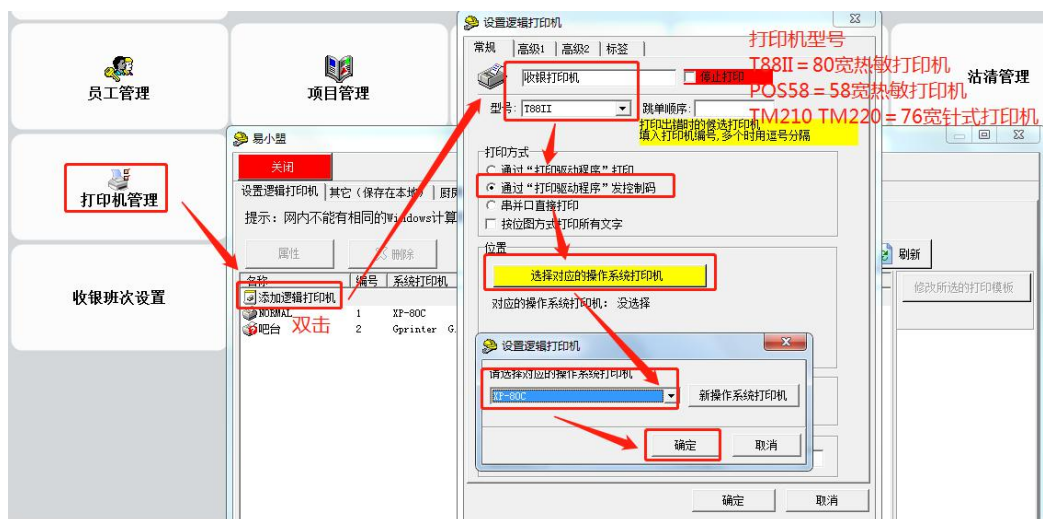 员工管理
项目管理
打印机管理
收银班次设置
沽清管理
易小盟
关闭
设置逻辑打印机
其它（保存在本地）
提示：网内不能有相同的Windows计算
属性
删除
名称
编号
系统打印机
添加逻辑打印机
NORMAL
1
XP-80C
吧台
2
Gprinter G
双击
刷新
修改所选的打印模板
设置逻辑打印机
常规
高级1
高级2
标签
收银打印机
停止打印
型号:
T88II
跳单顺序:
打印出错时的候选打印机
填入打印机编号,多个时用逗号分隔
打印机型号
T88II = 80宽热敏打印机
POS58 = 58宽热敏打印机
TM210 TM220 = 76宽针式打印机
打印方式
通过“打印驱动程序”打印
通过“打印驱动程序”发控制码
串并口直接打印
按位图方式打印所有文字
位置
选择对应的操作系统打印机
对应的操作系统打印机: 没选择
设置逻辑打印机
请选择对应的操作系统打印机
XP-80C
新操作系统打印机
确定
取消
确定
取消